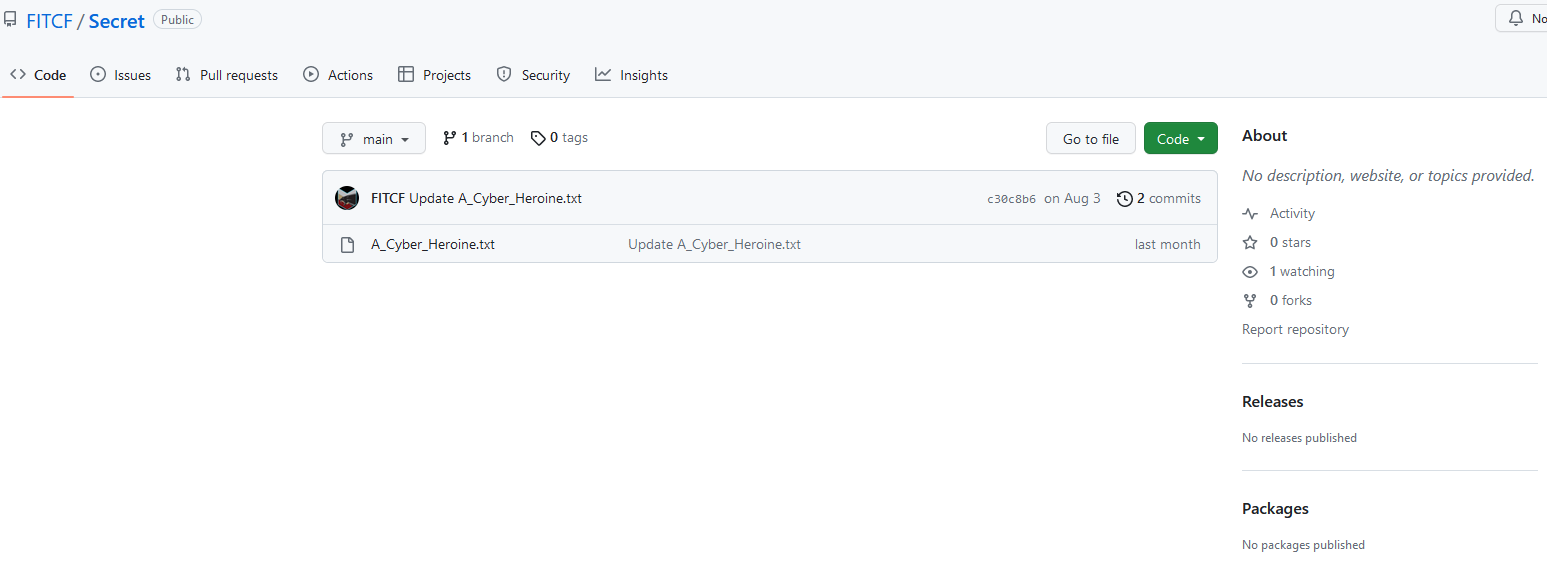 FITCF / Secret Public
No
Code Issues Pull requests Actions Projects Security Insights
main 1 branch 0 tags Go to file Code
FITCF Update A_Cyber_Heroine.txt c30c8b6 on Aug 3 2 commits
A_Cyber_Heroine.txt Update A_Cyber_Heroine.txt last month
About
No description, website, or topics provided.
Activity
0 stars
1 watching
0 forks
Report repository
Releases
No releases published
Packages
No packages published